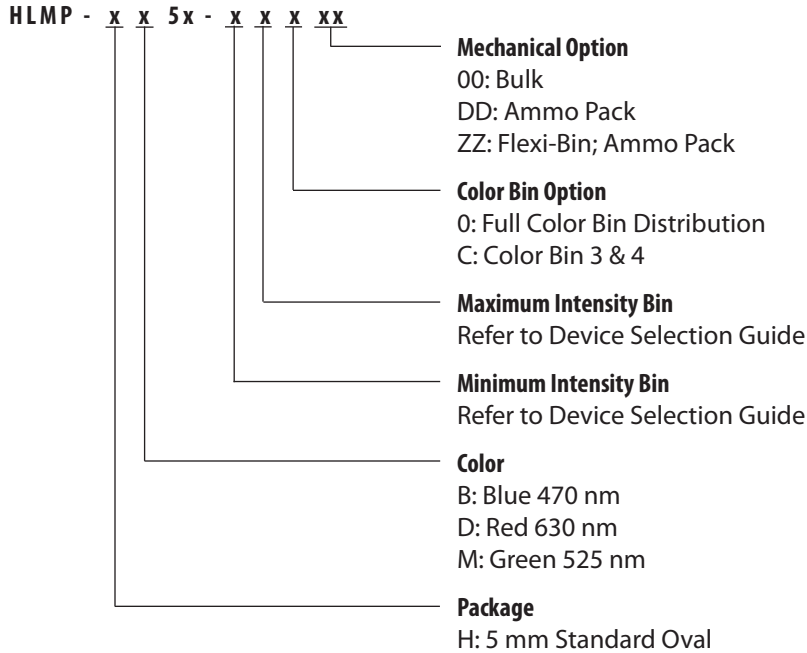 HLMP - x x 5x - x x x xx
Mechanical Option
00: Bulk
DD: Ammo Pack
ZZ: Flexi-Bin; Ammo Pack
Color Bin Option
0: Full Color Bin Distribution
C: Color Bin 3 & 4
Maximum Intensity Bin
Refer to Device Selection Guide
Minimum Intensity Bin
Refer to Device Selection Guide
Color
B: Blue 470 nm
D: Red 630 nm
M: Green 525 nm
Package
H: 5 mm Standard Oval